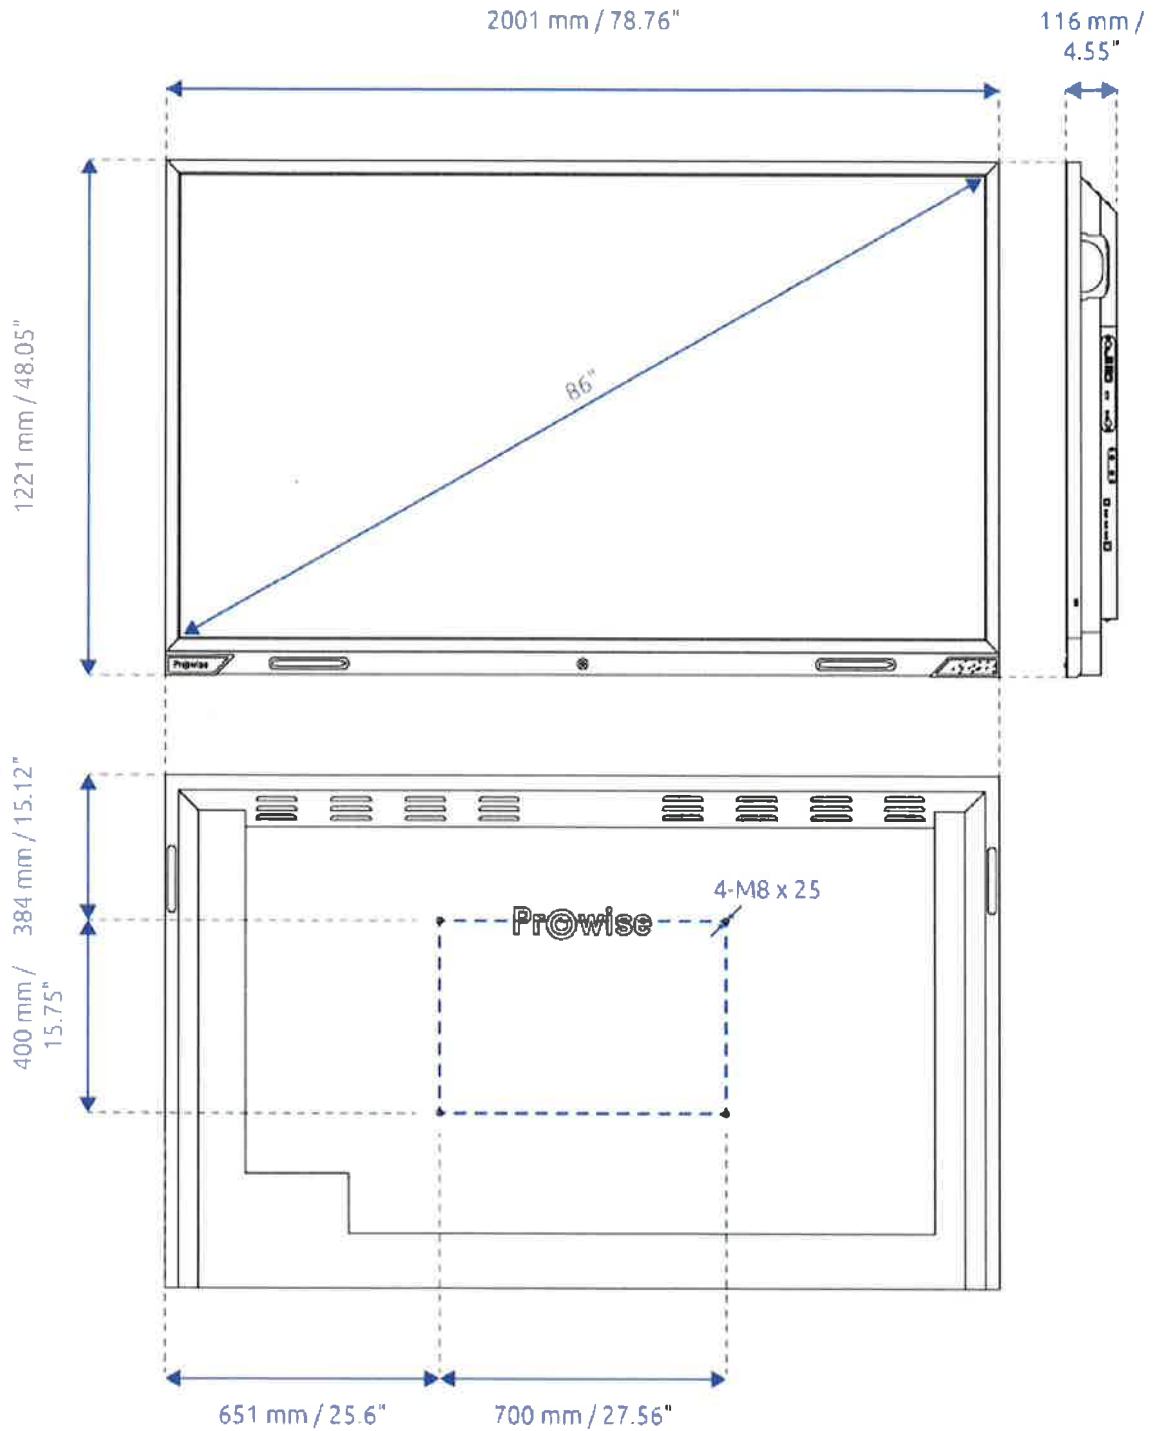 2001 mm / 78.76"
116 mm /
4.55"
1221 mm / 48.05"
86"
Prowise
384 mm / 15.12"
400 mm /
15.75"
4-M8 x 25
Prowise
651 mm / 25.6"
700 mm / 27.56"